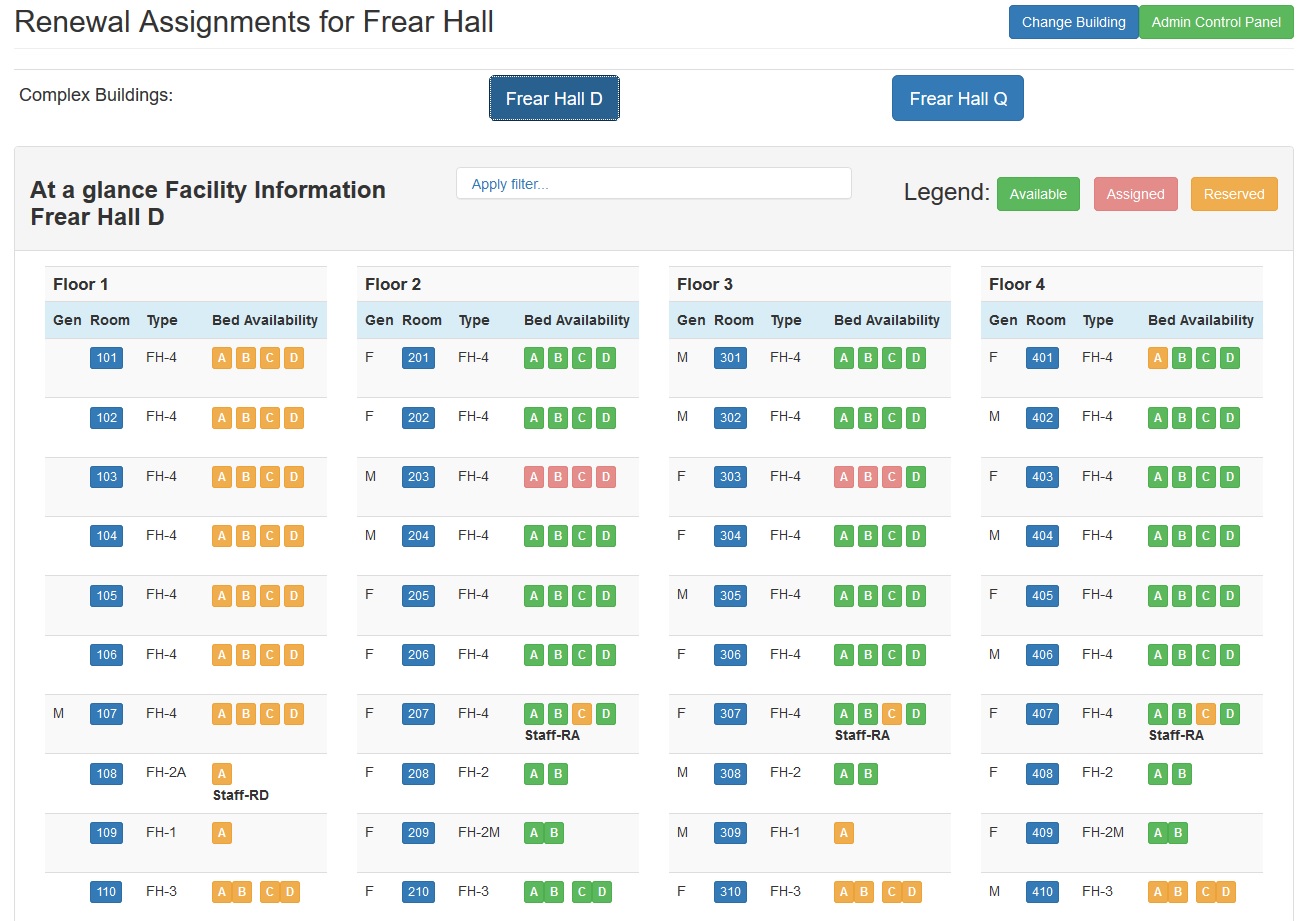 Renewal Assignments for Frear Hall
Change Building Admin Control Panel
Complex Buildings: Frear Hall D Frear Hall Q
At a glance Facility Information
Frear Hall D
Apply filter...
Legend: Available Assigned Reserved
Floor 1 Floor 2 Floor 3 Floor 4
Gen Room Type Bed Availability Gen Room Type Bed Availability Gen Room Type Bed Availability Gen Room Type Bed Availability
101 FH-4 A B C D F 201 FH-4 A B C D M 301 FH-4 A B C D F 401 FH-4 A B C D
102 FH-4 A B C D F 202 FH-4 A B C D M 302 FH-4 A B C D M 402 FH-4 A B C D
103 FH-4 A B C D M 203 FH-4 A B C D F 303 FH-4 A B C D F 403 FH-4 A B C D
104 FH-4 A B C D M 204 FH-4 A B C D F 304 FH-4 A B C D M 404 FH-4 A B C D
105 FH-4 A B C D F 205 FH-4 A B C D M 305 FH-4 A B C D F 405 FH-4 A B C D
106 FH-4 A B C D F 206 FH-4 A B C D F 306 FH-4 A B C D M 406 FH-4 A B C D
M 107 FH-4 A B C D F 207 FH-4 A B C D F 307 FH-4 A B C D F 407 FH-4 A B C D
Staff-RA Staff-RA Staff-RA
108 FH-2A A F 208 FH-2 A B M 308 FH-2 A B F 408 FH-2 A B
Staff-RD
109 FH-1 A F 209 FH-2M A B M 309 FH-1 A F 409 FH-2M A B
110 FH-3 A B C D F 210 FH-3 A B C D F 310 FH-3 A B C D M 410 FH-3 A B C D